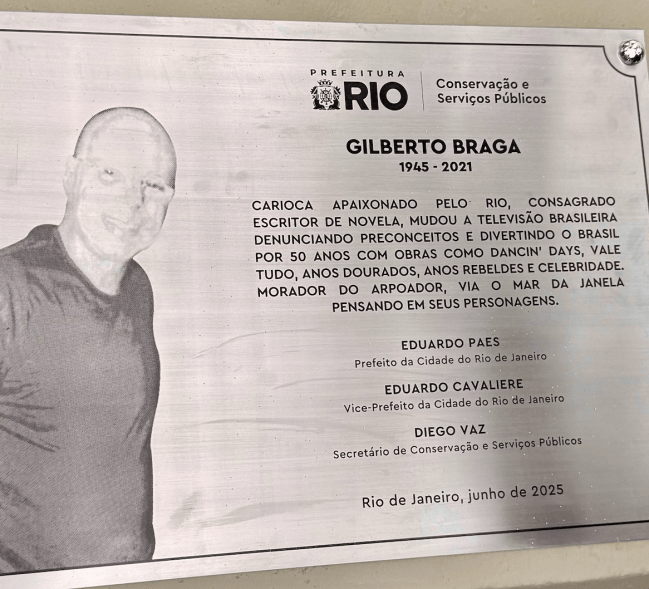 PREFEITURA
RIO
Conservação e
Serviços Públicos
GILBERTO BRAGA
1945 - 2021
CARIOCA APAIXONADO PELO RIO, CONSAGRADO
ESCRITOR DE NOVELA, MUDOU A TELEVISÃO BRASILEIRA
DENUNCIANDO PRECONCEITOS E DIVERTINDO O BRASIL
POR 50 ANOS COM OBRAS COMO DANCIN' DAYS, VALE
TUDO, ANOS DOURADOS, ANOS REBELDES E CELEBRIDADE.
MORADOR DO ARPOADOR, VIA O MAR DA JANELA
PENSANDO EM SEUS PERSONAGENS.
EDUARDO PAES
Prefeito da Cidade do Rio de Janeiro
EDUARDO CAVALIERE
Vice-Prefeito da Cidade do Rio de Janeiro
DIEGO VAZ
Secretário de Conservação e Serviços Públicos
Rio de Janeiro, junho de 2025